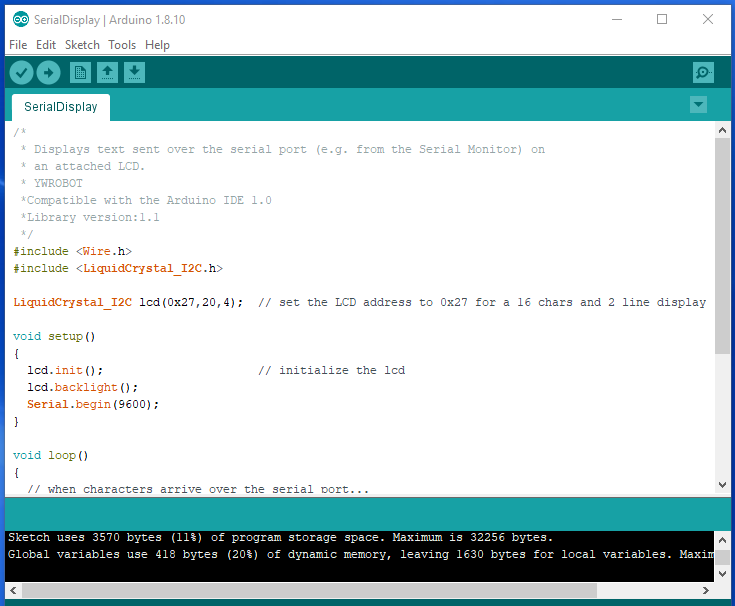 SerialDisplay | Arduino 1.8.10
File Edit Sketch Tools Help
SerialDisplay
/*
 * Displays text sent over the serial port (e.g. from the Serial Monitor) on
 * an attached LCD.
 * YWROBOT
 *Compatible with the Arduino IDE 1.0
 *Library version:1.1
 */
#include <Wire.h>
#include <LiquidCrystal_I2C.h>
LiquidCrystal_I2C lcd(0x27,20,4);  // set the LCD address to 0x27 for a 16 chars and 2 line display
void setup()
{
  lcd.init();                      // initialize the lcd
  lcd.backlight();
  Serial.begin(9600);
}
void loop()
{
  // when characters arrive over the serial port...
Sketch uses 3570 bytes (11%) of program storage space. Maximum is 32256 bytes.
Global variables use 418 bytes (20%) of dynamic memory, leaving 1630 bytes for local variables. Maxim